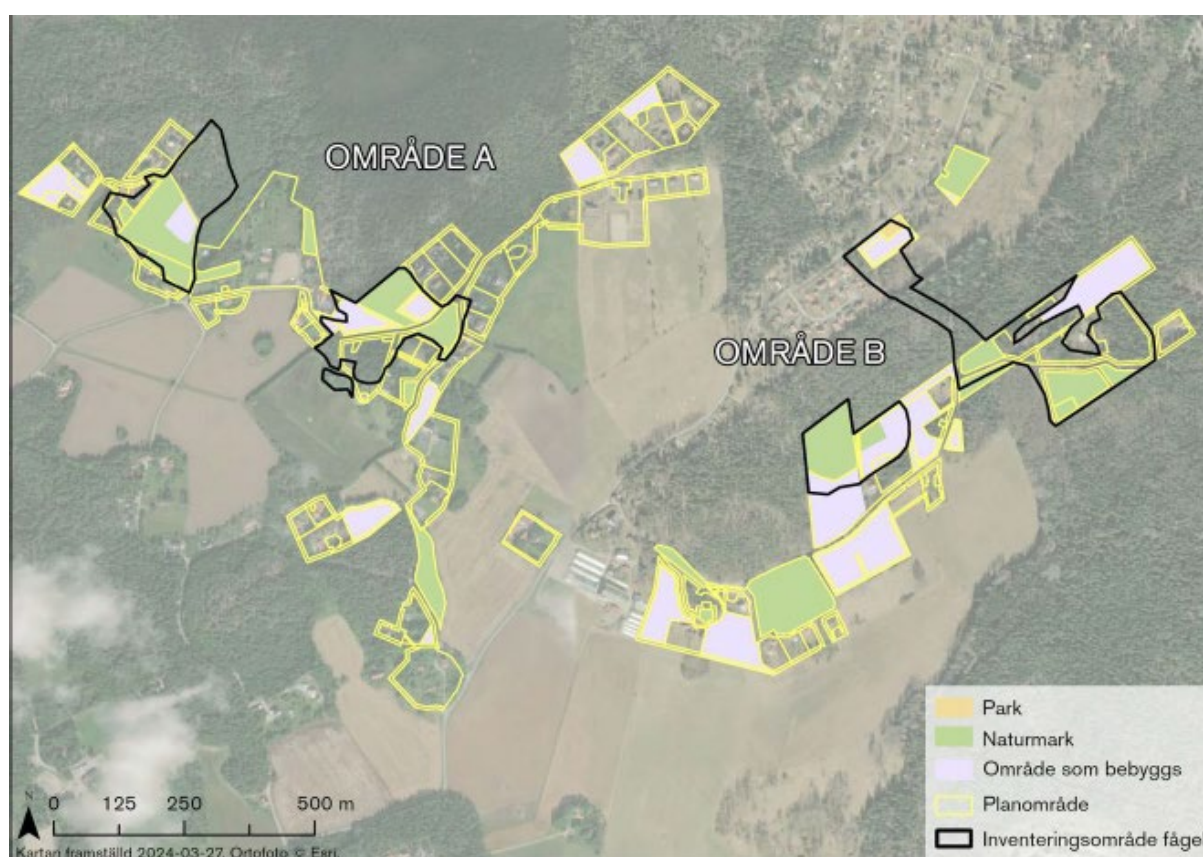 OMRÅDE A
OMRÅDE B
Park
Naturmark
Område som bebyggs
Planområde
Inventeringsområde fåge
N
0 125 250 500 m
Kartan framställd 2024-03-27. Ortofoto © Esri.